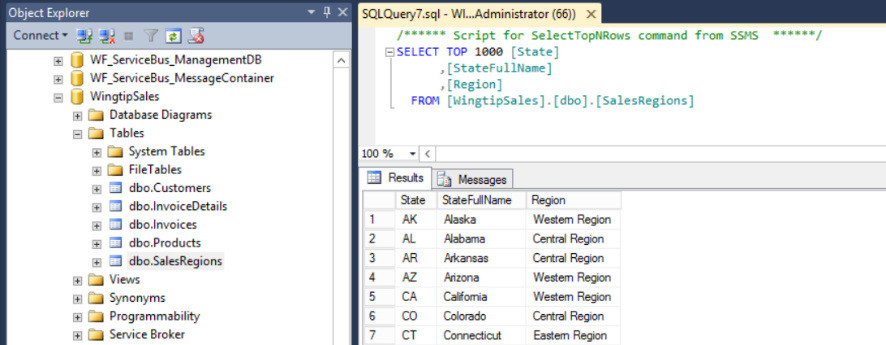 Object Explorer
Connect
WF_ServiceBus_ManagementDB
WF_ServiceBus_MessageContainer
WingtipSales
Database Diagrams
Tables
System Tables
FileTables
dbo.Customers
dbo.InvoiceDetails
dbo.Invoices
dbo.Products
dbo.SalesRegions
Views
Synonyms
Programmability
Service Broker
SQLQuery7.sql - WI...Administrator (66))
/****** Script for SelectTopNRows command from SSMS ******/
SELECT TOP 1000 [State]
,[StateFullName]
,[Region]
FROM [WingtipSales].[dbo].[SalesRegions]
100 %
Results Messages
State StateFullName Region
1 AK Alaska Western Region
2 AL Alabama Central Region
3 AR Arkansas Central Region
4 AZ Arizona Western Region
5 CA California Western Region
6 CO Colorado Central Region
7 CT Connecticut Eastern Region